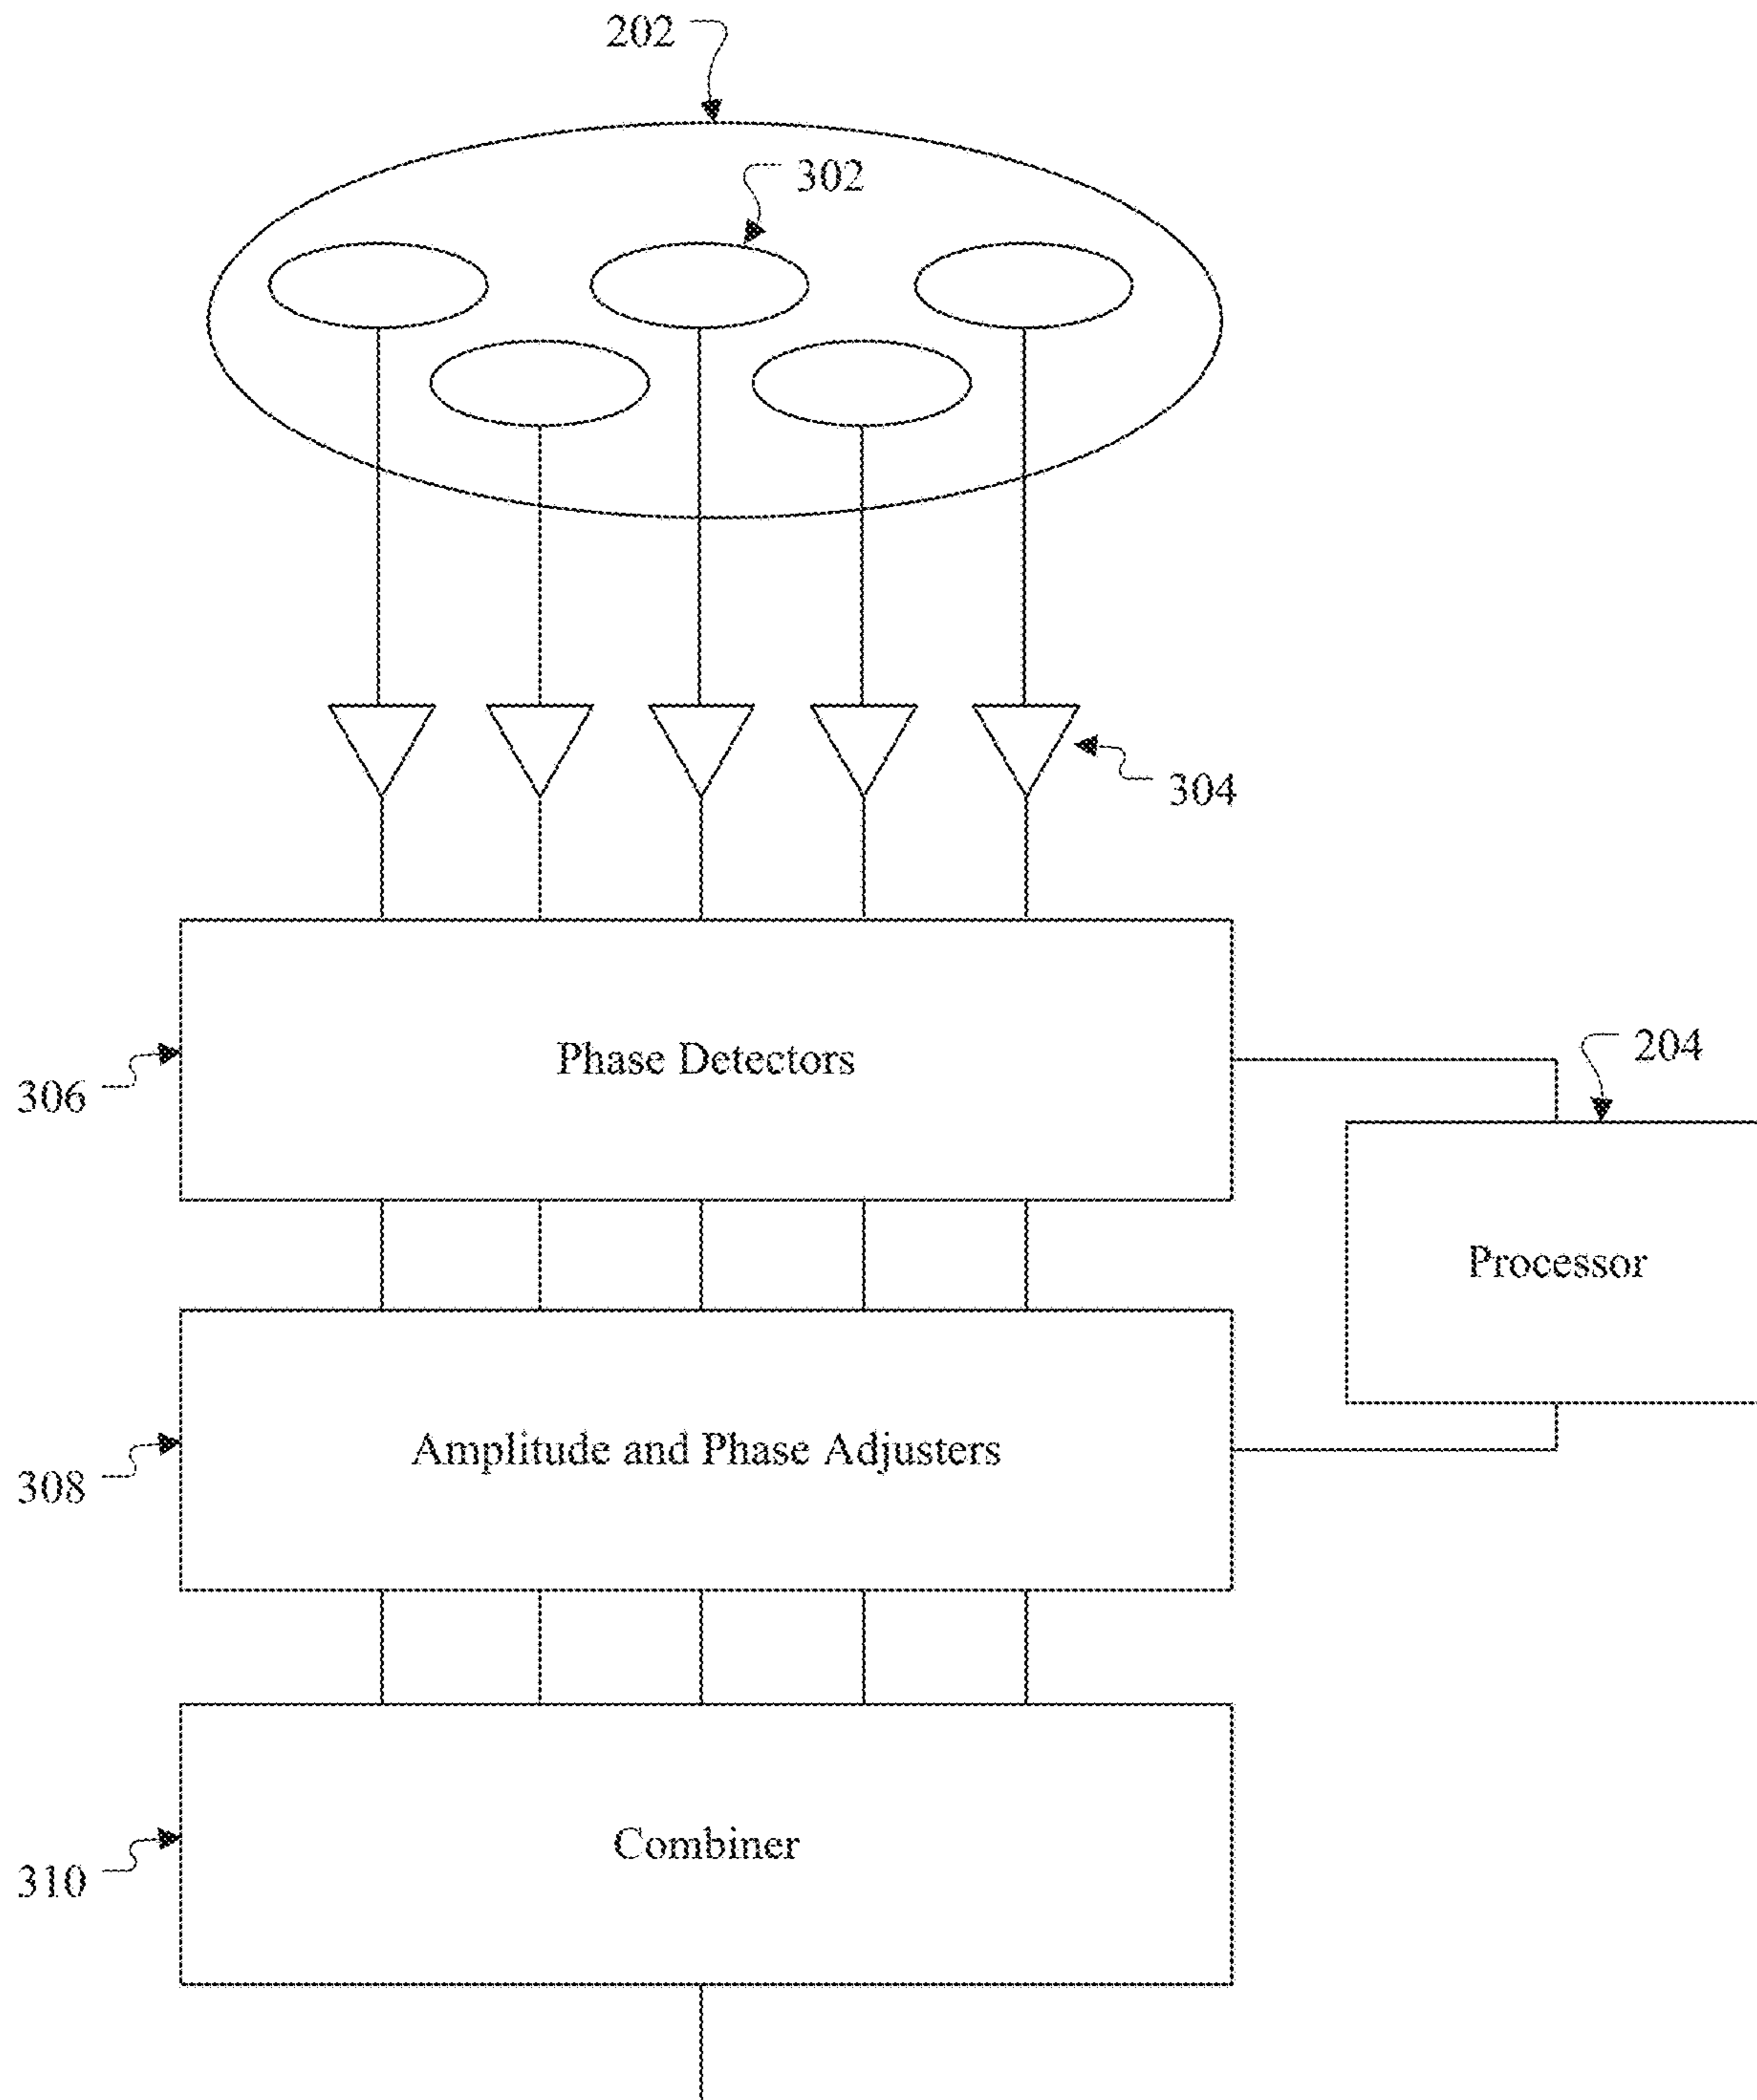 202
302
304
Phase Detectors
306
204
Processor
Amplitude and Phase Adjusters
308
Combiner
310